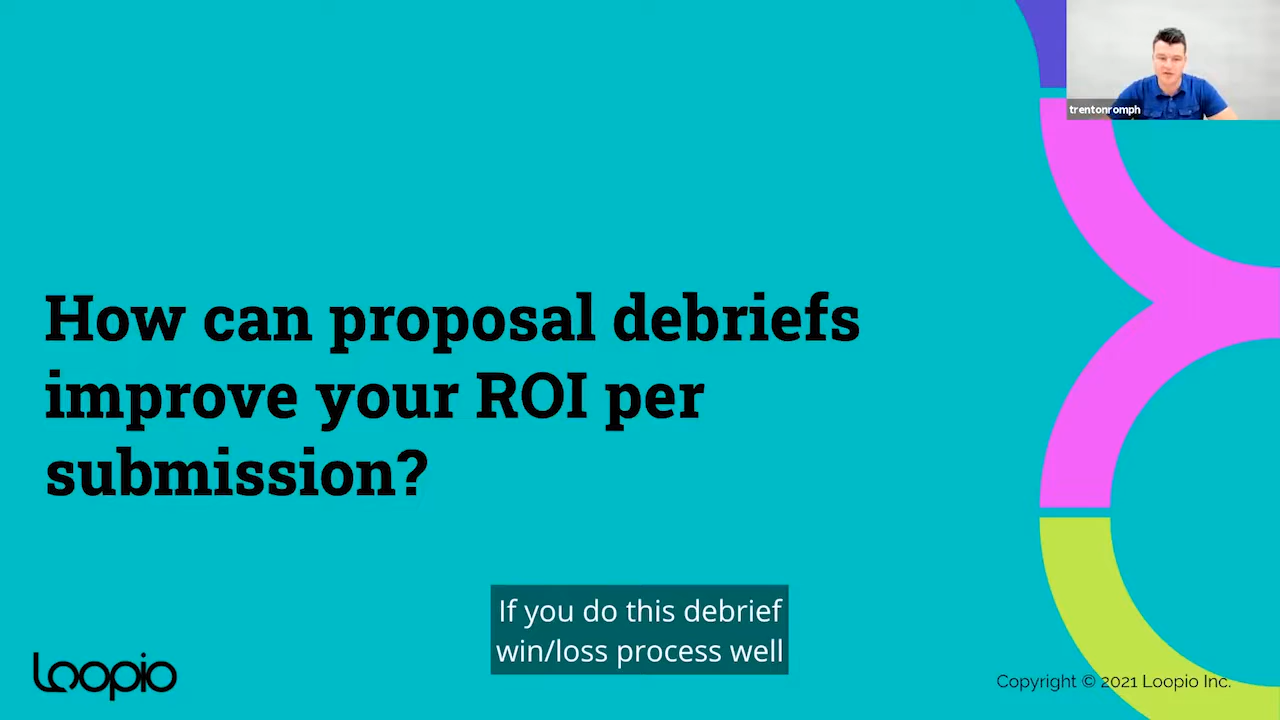 trentonromph
How can proposal debriefs
improve your ROI per
submission?
If you do this debrief
win/loss process well
Loopio
Copyright © 2021 Loopio Inc.